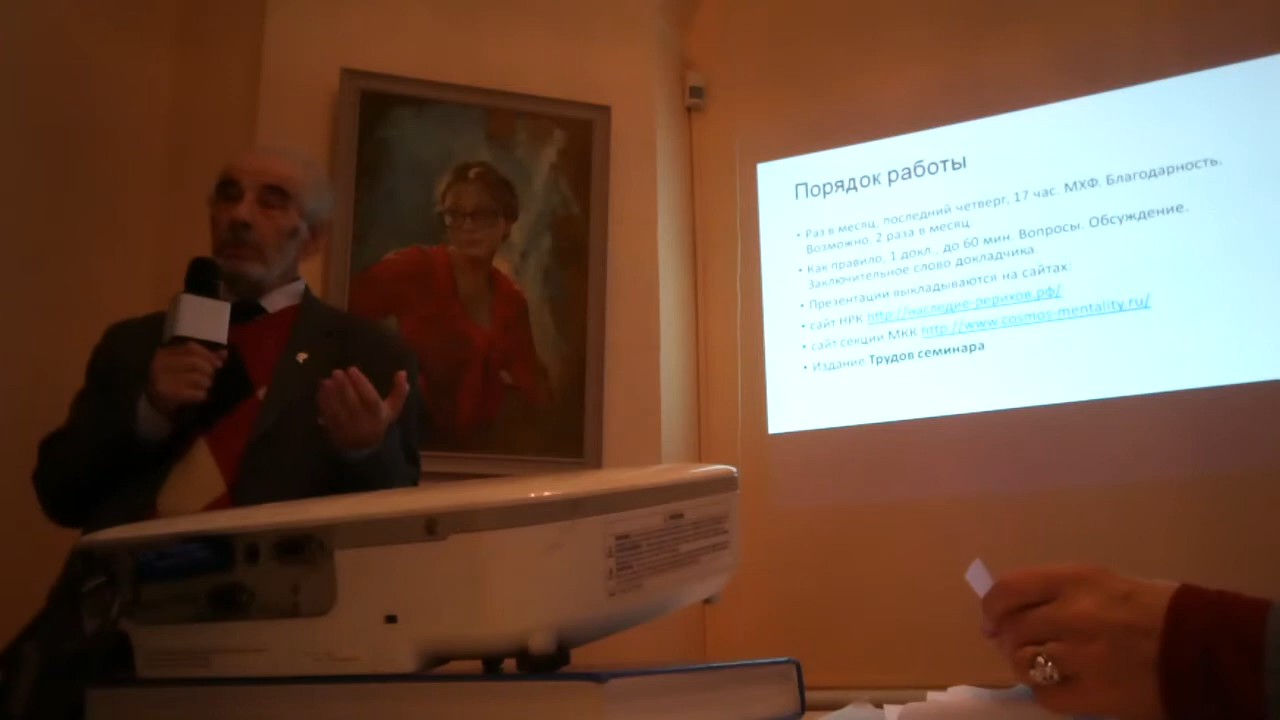 Порядок работы
• Раз в месяц, последний четверг, 17 час. МХФ. Благодарность.
Возможно, 2 раза в месяц.
• Как правило, 1 докл., до 60 мин. Вопросы. Обсуждение.
Заключительное слово докладчика.
• Презентации выкладываются на сайтах:
• сайт НРК http://наследие-рерихов.рф/
• сайт секции МКК http://www.cosmos-mentality.ru/
• Издание Трудов семинара